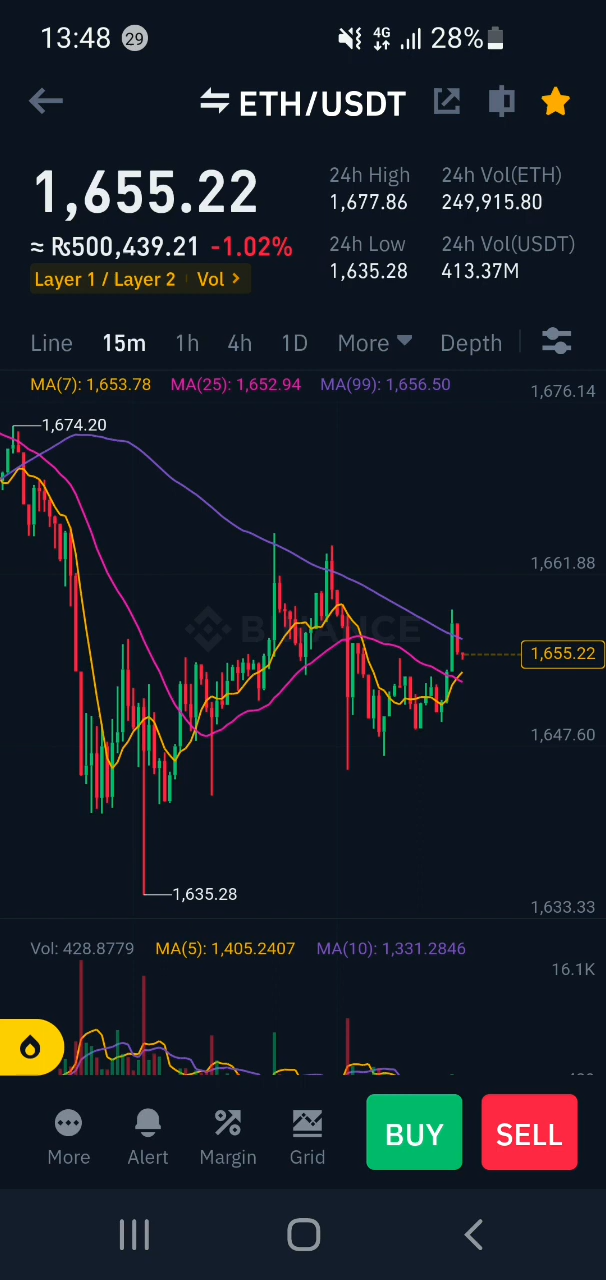 13:48 29 4G 28%
ETH/USDT
1,655.22
≈ ₨500,439.21 -1.02%
Layer 1 / Layer 2 Vol >
24h High 24h Vol(ETH)
1,677.86 249,915.80
24h Low 24h Vol(USDT)
1,635.28 413.37M
Line 15m 1h 4h 1D More Depth
MA(7): 1,653.78 MA(25): 1,652.94 MA(99): 1,656.50
1,676.14
1,674.20
1,661.88
BINANCE
1,655.22
1,647.60
1,635.28
1,633.33
Vol: 428.8779 MA(5): 1,405.2407 MA(10): 1,331.2846
16.1K
More Alert Margin Grid
BUY SELL